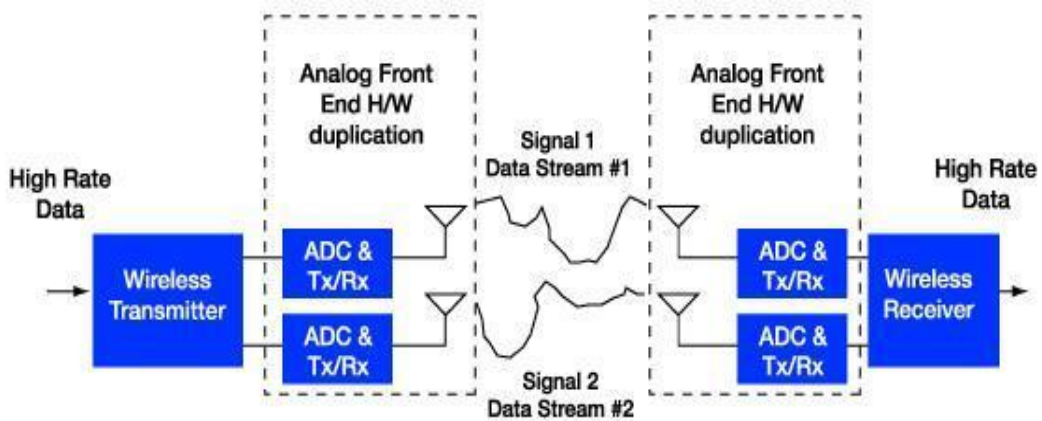 Analog Front
End H/W
duplication
Analog Front
End H/W
duplication
Signal 1
Data Stream #1
High Rate
Data
High Rate
Data
Wireless
Transmitter
ADC &
Tx/Rx
ADC &
Tx/Rx
ADC &
Tx/Rx
ADC &
Tx/Rx
Wireless
Receiver
Signal 2
Data Stream #2